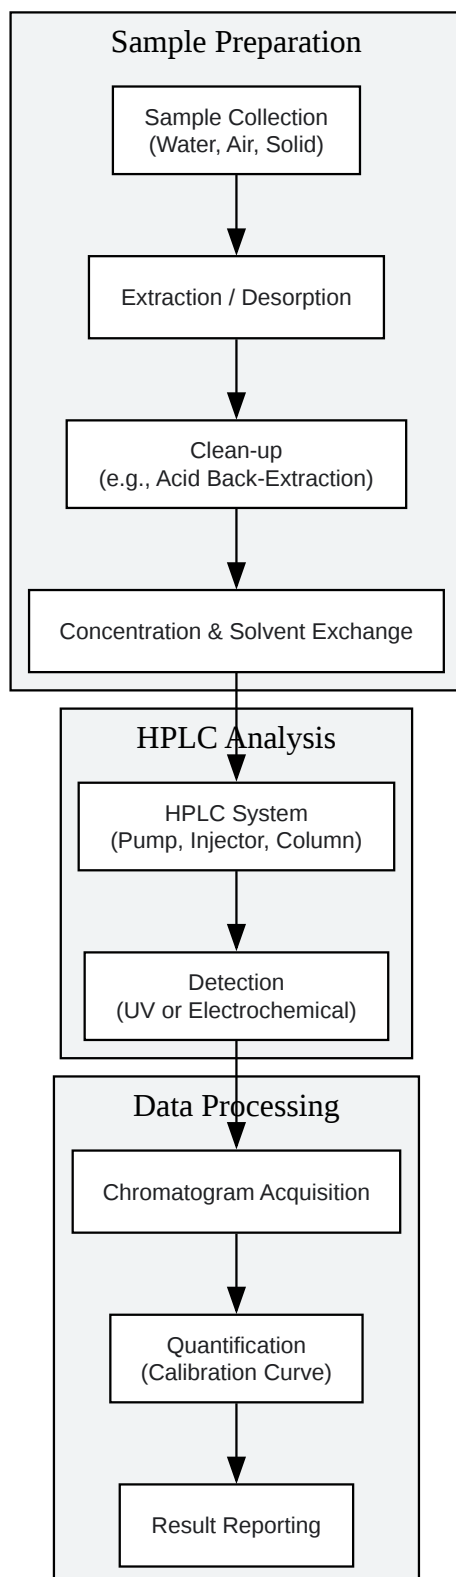 Sample Preparation
Sample Collection
(Water, Air, Solid)
Extraction / Desorption
Clean-up
(e.g., Acid Back-Extraction)
Concentration & Solvent Exchange
HPLC Analysis
HPLC System
(Pump, Injector, Column)
Detection
(UV or Electrochemical)
Data Processing
Chromatogram Acquisition
Quantification
(Calibration Curve)
Result Reporting